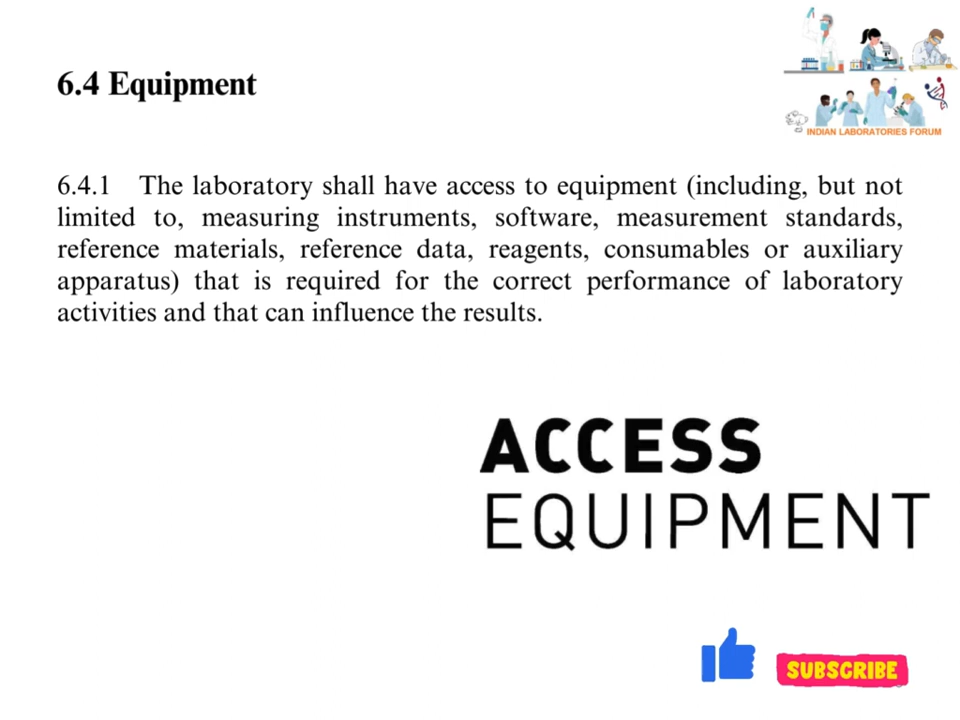 INDIAN LABORATORIES FORUM
6.4 Equipment
6.4.1 The laboratory shall have access to equipment (including, but not
limited to, measuring instruments, software, measurement standards,
reference materials, reference data, reagents, consumables or auxiliary
apparatus) that is required for the correct performance of laboratory
activities and that can influence the results.
ACCESS
EQUIPMENT
SUBSCRIBE